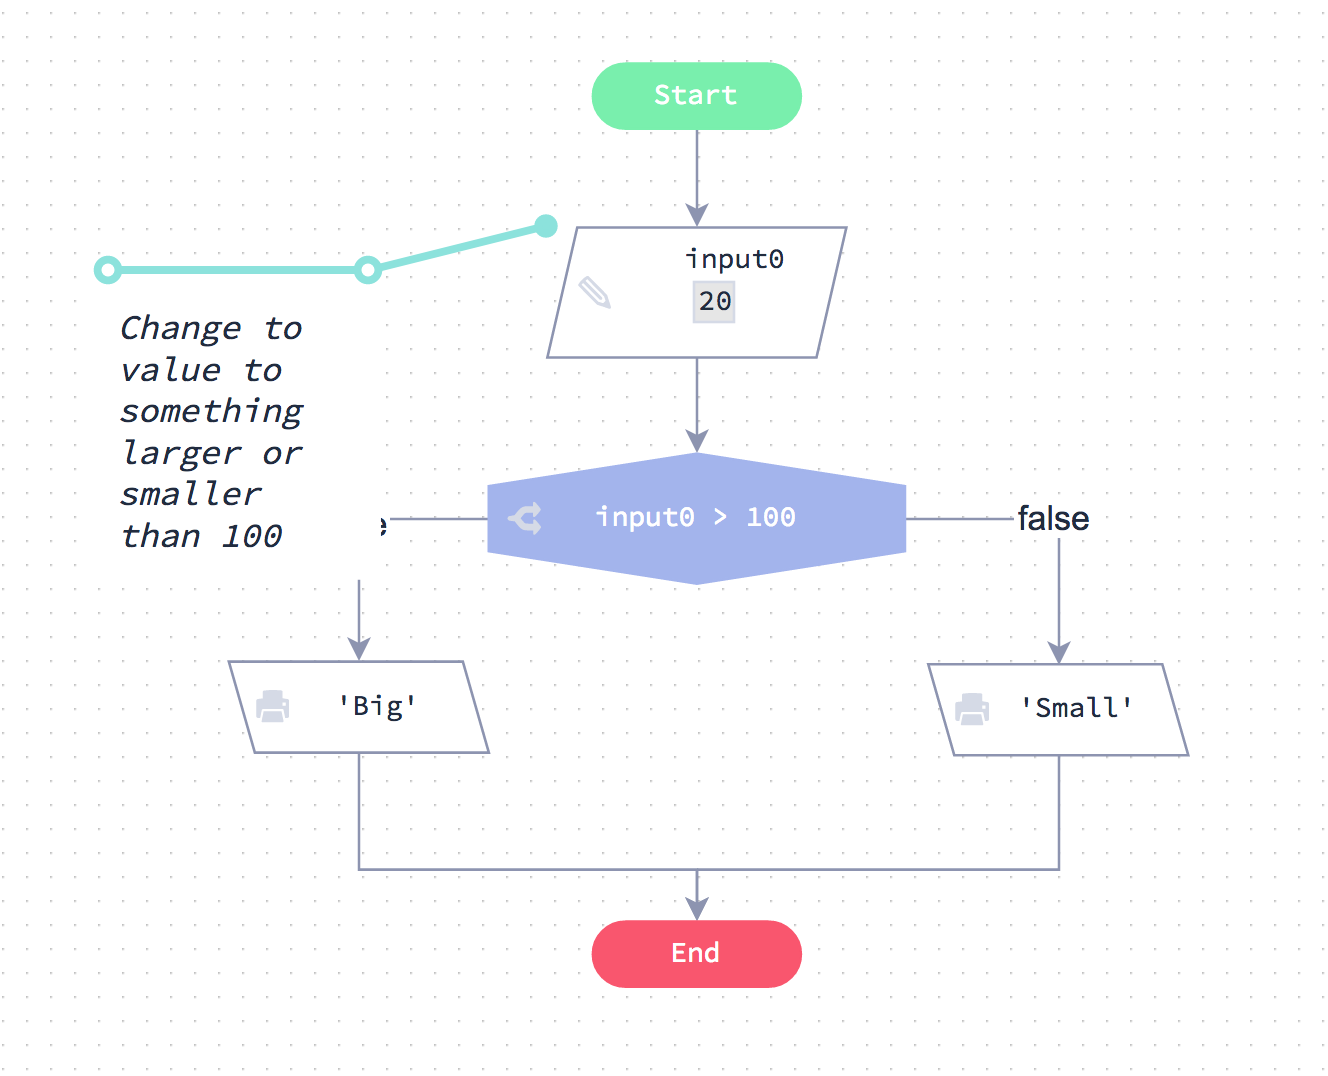 Start
input0
20
Change to
value to
something
larger or
smaller
than 100
input0 > 100
false
'Big'
'Small'
End